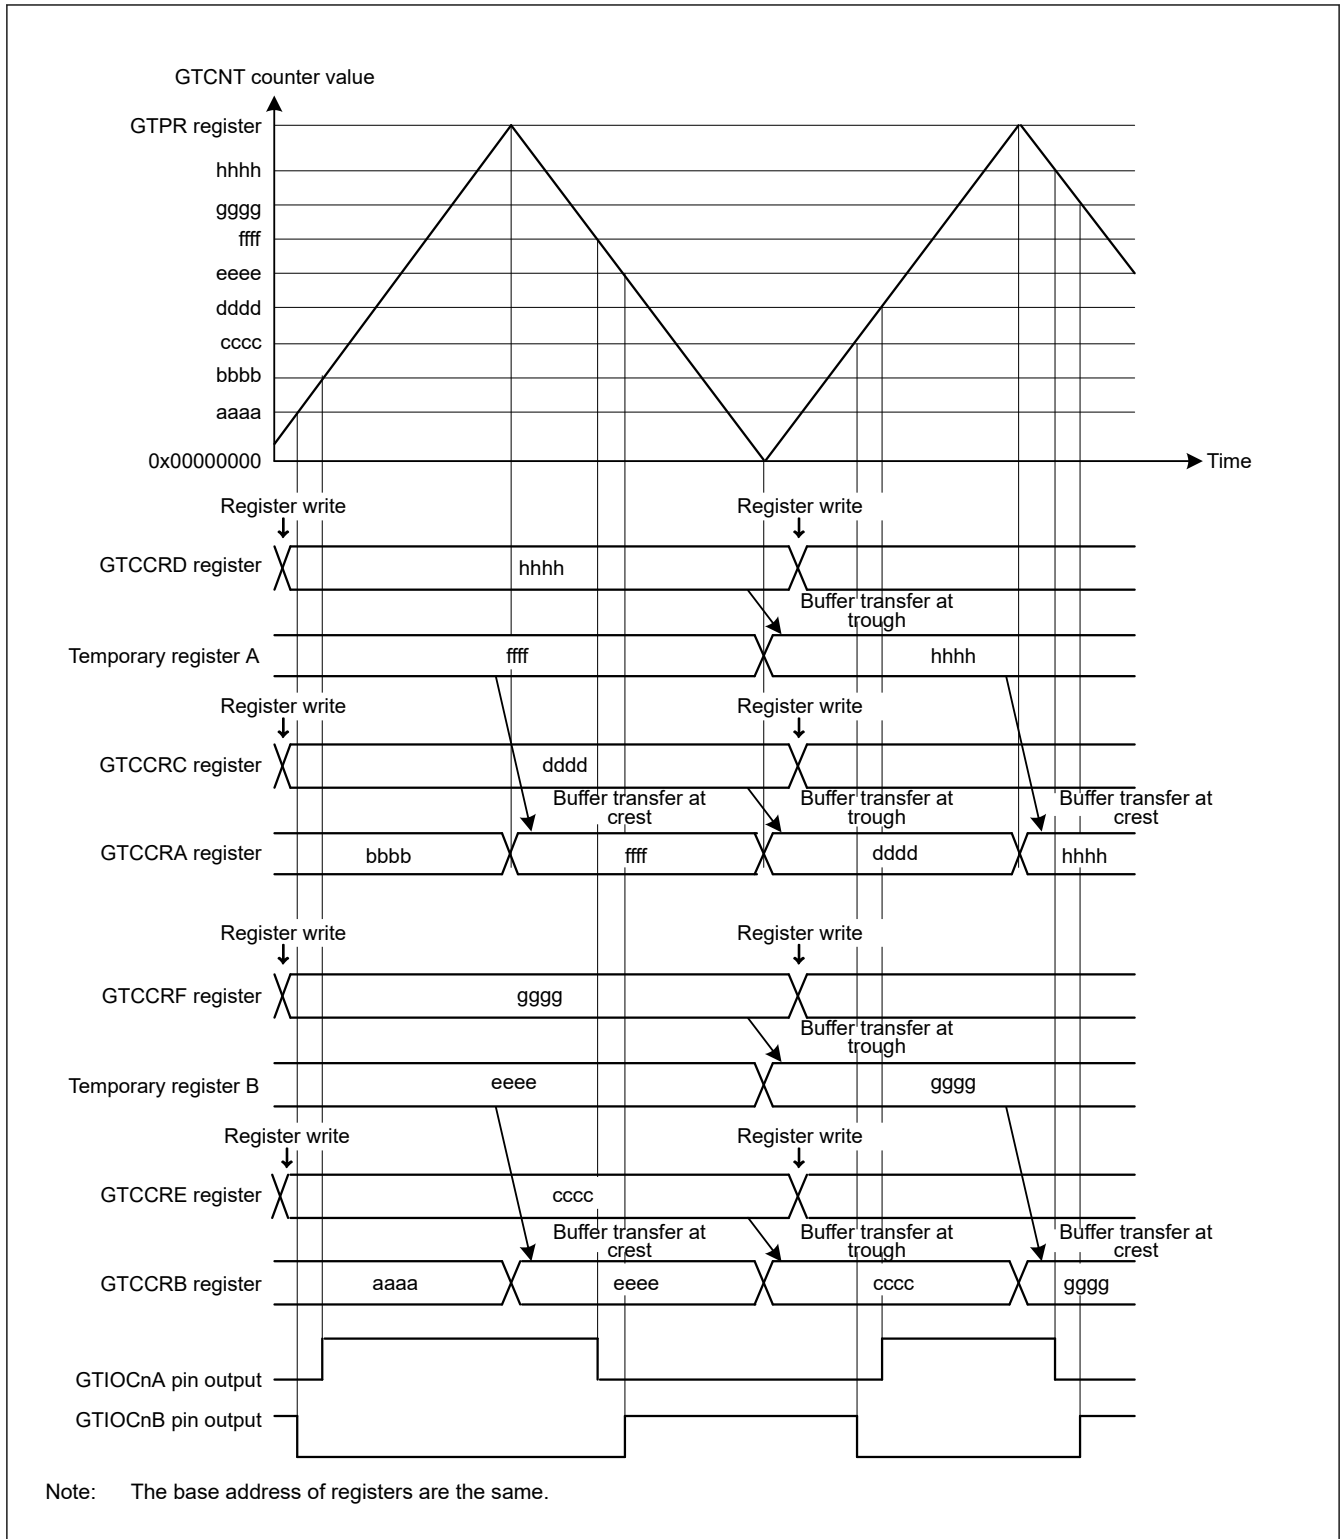 GTCNT counter value
GTPR register
hhhh
gggg
ffff
eeee
dddd
cccc
bbbb
aaaa
0x00000000
Time
Register write
Register write
GTCCRD register
hhhh
Buffer transfer at
trough
Temporary register A
ffff
hhhh
Register write
Register write
GTCCRC register
dddd
Buffer transfer at
crest
Buffer transfer at
trough
Buffer transfer at
crest
GTCCRA register
bbbb
ffff
dddd
hhhh
Register write
Register write
GTCCRF register
gggg
Buffer transfer at
trough
Temporary register B
eeee
gggg
Register write
Register write
GTCCRE register
cccc
Buffer transfer at
crest
Buffer transfer at
trough
Buffer transfer at
crest
GTCCRB register
aaaa
eeee
cccc
gggg
GTIOCnA pin output
GTIOCnB pin output
Note: The base address of registers are the same.